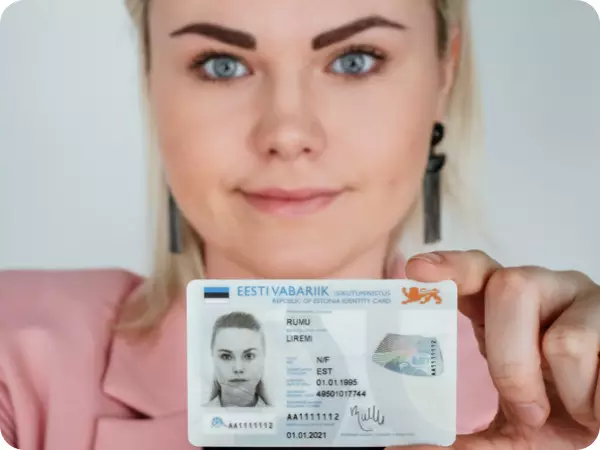 EESTI VABARIIK ISIKUTUNNISTUS
REPUBLIC OF ESTONIA IDENTITY CARD
RUMU
LIREMI
N/F
EST
01.01.1995
49501017744
AA1111112
01.01.2021
AA1111112
AA1111112